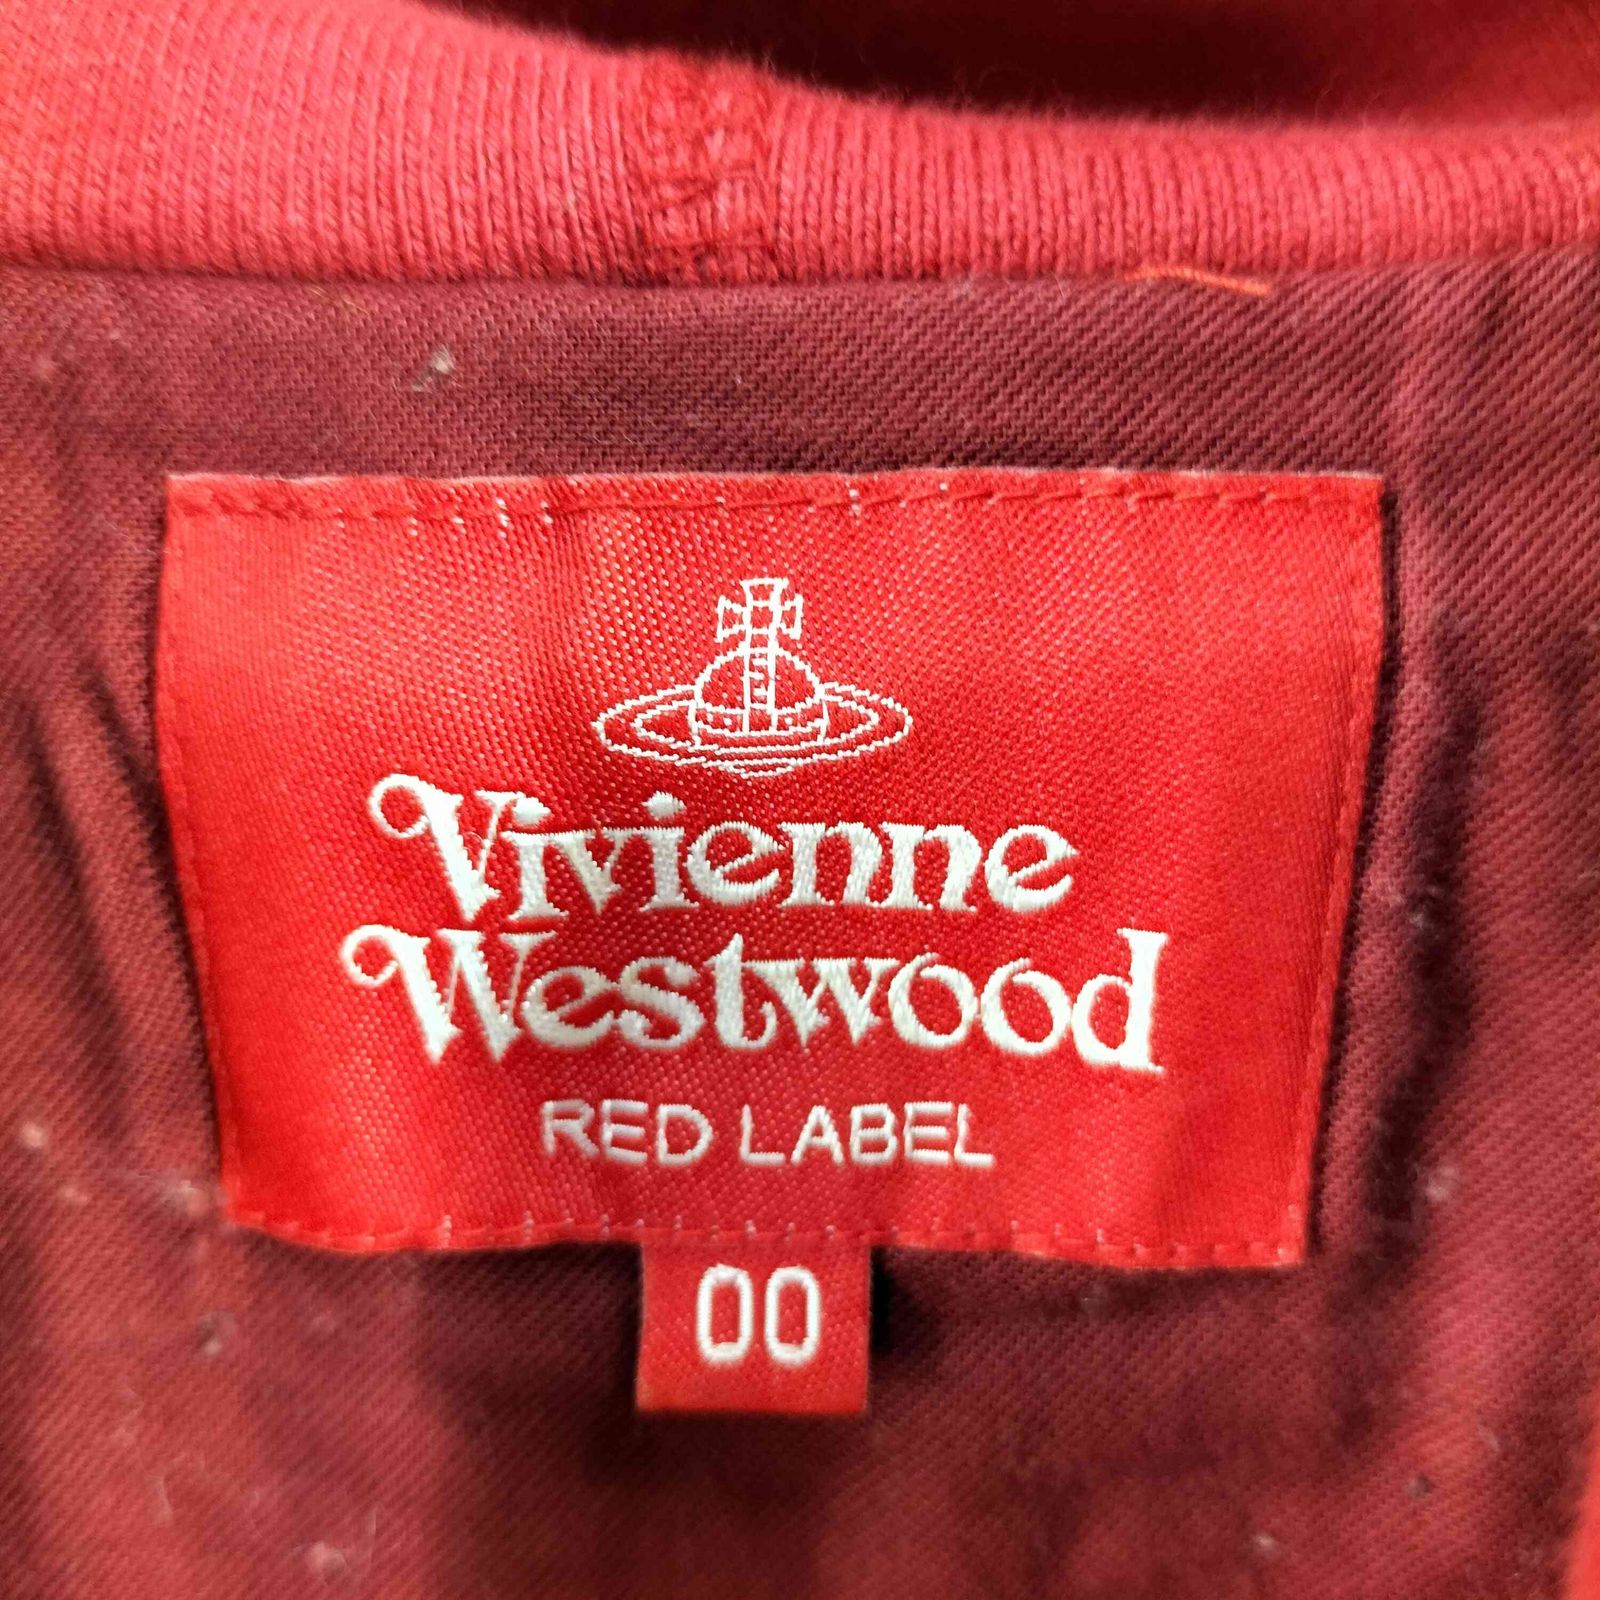 Vivienne
Westwood
RED LABEL
00